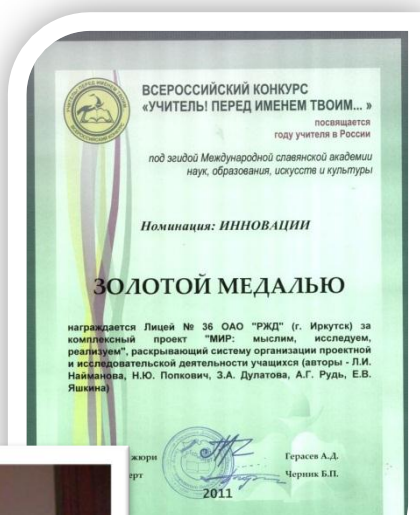 ВСЕРОССИЙСКИЙ КОНКУРС
«УЧИТЕЛЬ! ПЕРЕД ИМЕНЕМ ТВОИМ... »
посвящается
году учителя в России
под эгидой Международной славянской академии
наук, образования, искусств и культуры
Номинация: ИННОВАЦИИ
ЗОЛОТОЙ МЕДАЛЬЮ
награждается Лицей № 36 ОАО "РЖД" (г. Иркутск) за
комплексный проект "МИР: мыслим, исследуем,
реализуем", раскрывающий систему организации проектной
и исследовательской деятельности учащихся (авторы - Л.И.
Найманова, Н.Ю. Попкович, З.А. Дулатова, А.Г. Рудь, Е.В.
Яшкина)
жюри Герасев А.Д.
ерт Черник Б.П.
2011